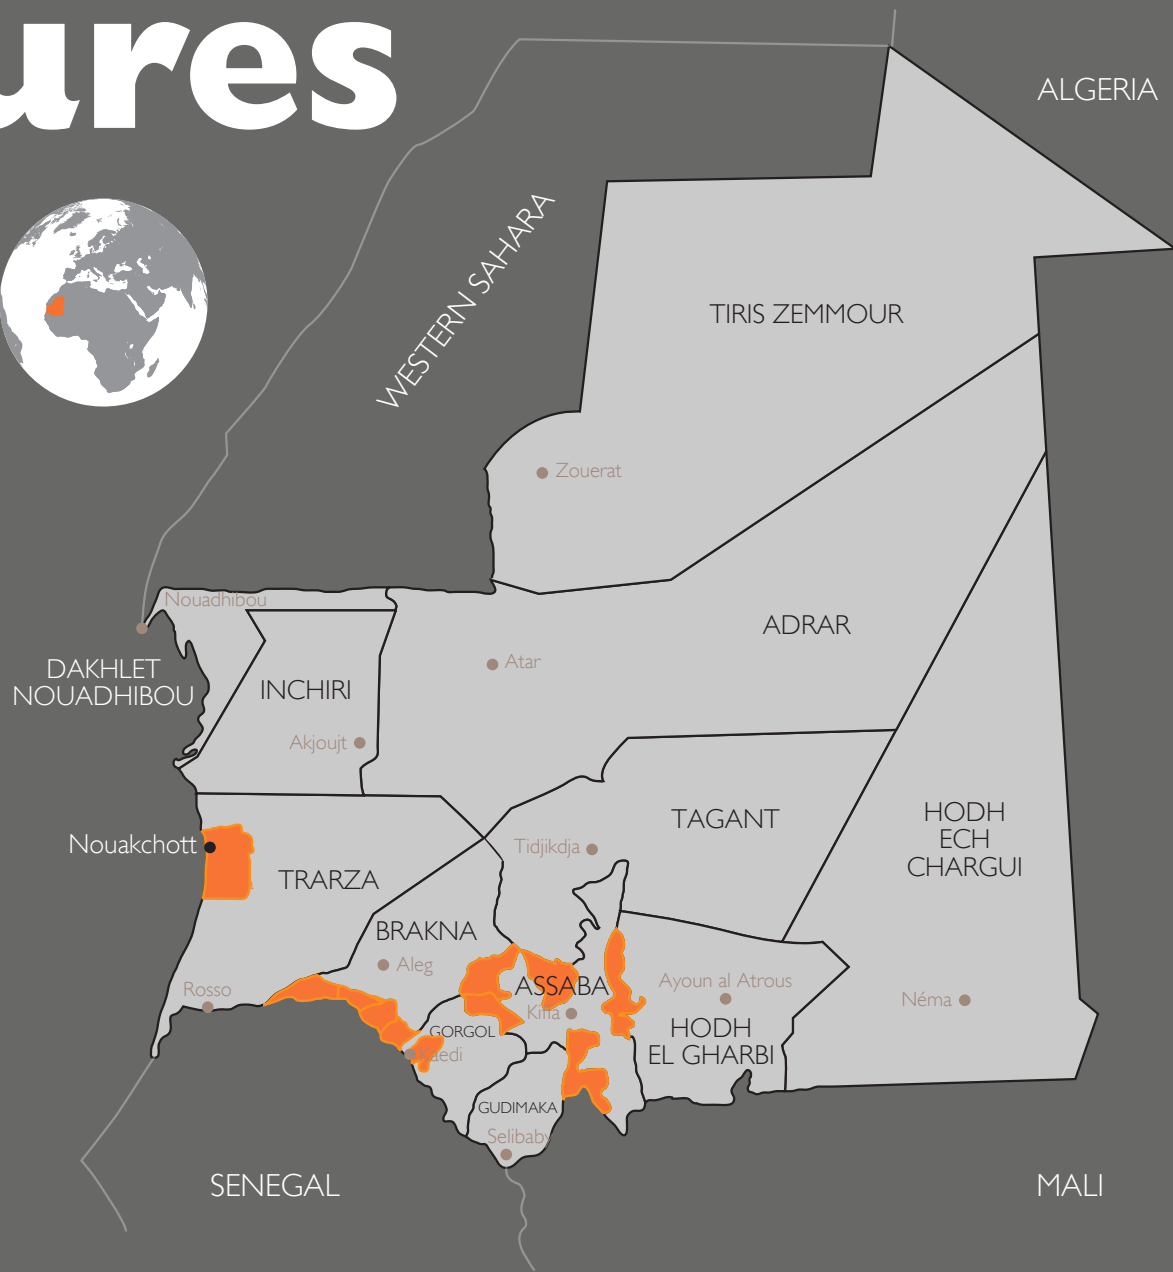 ures
ALGERIA
WESTERN SAHARA
TIRIS ZEMMOUR
Zouerat
Nouadhibou
ADRAR
DAKHLET
NOUADHIBOU
Atar
INCHIRI
Akjoujt
TAGANT
HODH
ECH
CHARGUI
Nouakchott
Tidjikdja
TRARZA
BRAKNA
Aleg
ASSABA
Ayoun al Atrous
Rosso
Néma
Kiffa
GORGOL
HODH
EL GHARBI
Kaedi
GUDIMAKA
Selibaby
SENEGAL
MALI